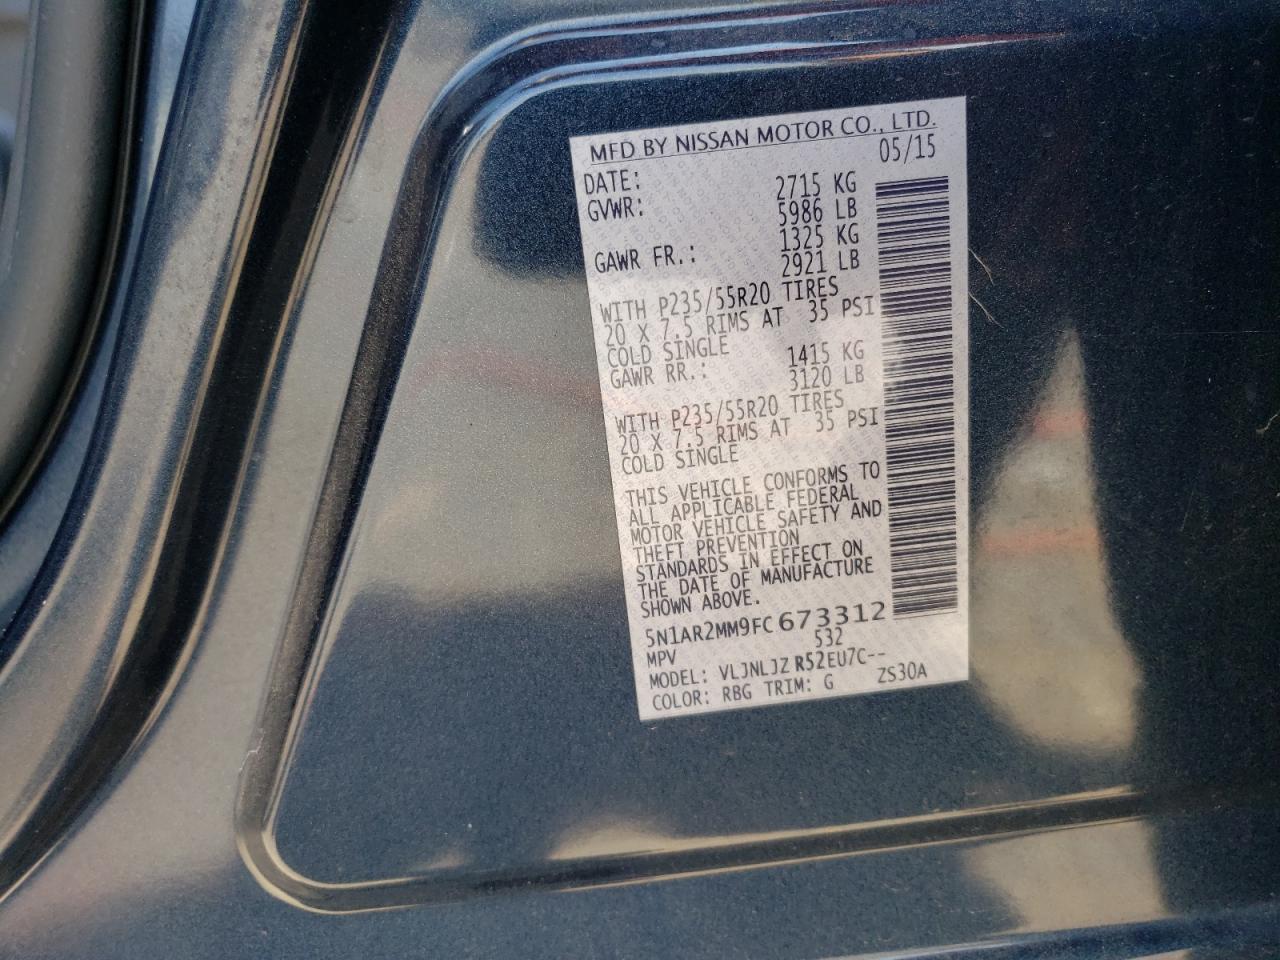 MFD BY NISSAN MOTOR CO., LTD.
DATE: 05/15
GVWR: 2715 KG
5986 LB
GAWR FR.: 1325 KG
2921 LB
WITH P235/55R20 TIRES
20 X 7.5 RIMS AT 35 PSI
COLD SINGLE
GAWR RR.: 1415 KG
3120 LB
WITH P235/55R20 TIRES
20 X 7.5 RIMS AT 35 PSI
COLD SINGLE
THIS VEHICLE CONFORMS TO
ALL APPLICABLE FEDERAL
MOTOR VEHICLE SAFETY AND
THEFT PREVENTION
STANDARDS IN EFFECT ON
THE DATE OF MANUFACTURE
SHOWN ABOVE.
5N1AR2MM9FC673312
MPV 532
MODEL: VLJNLJZ R52EU7C--
COLOR: RBG TRIM: G ZS30A